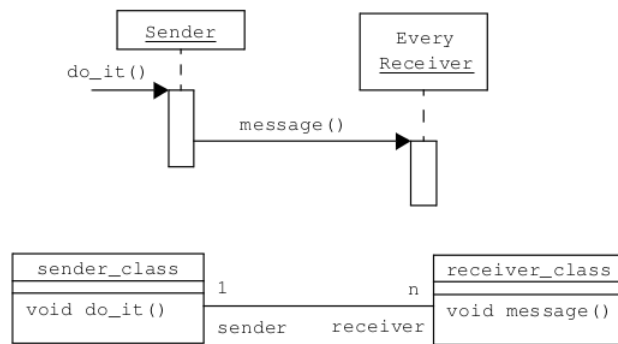 Sender
Every
Receiver
do_it()
message()
sender_class
receiver_class
1
n
void do_it()
void message()
sender
receiver